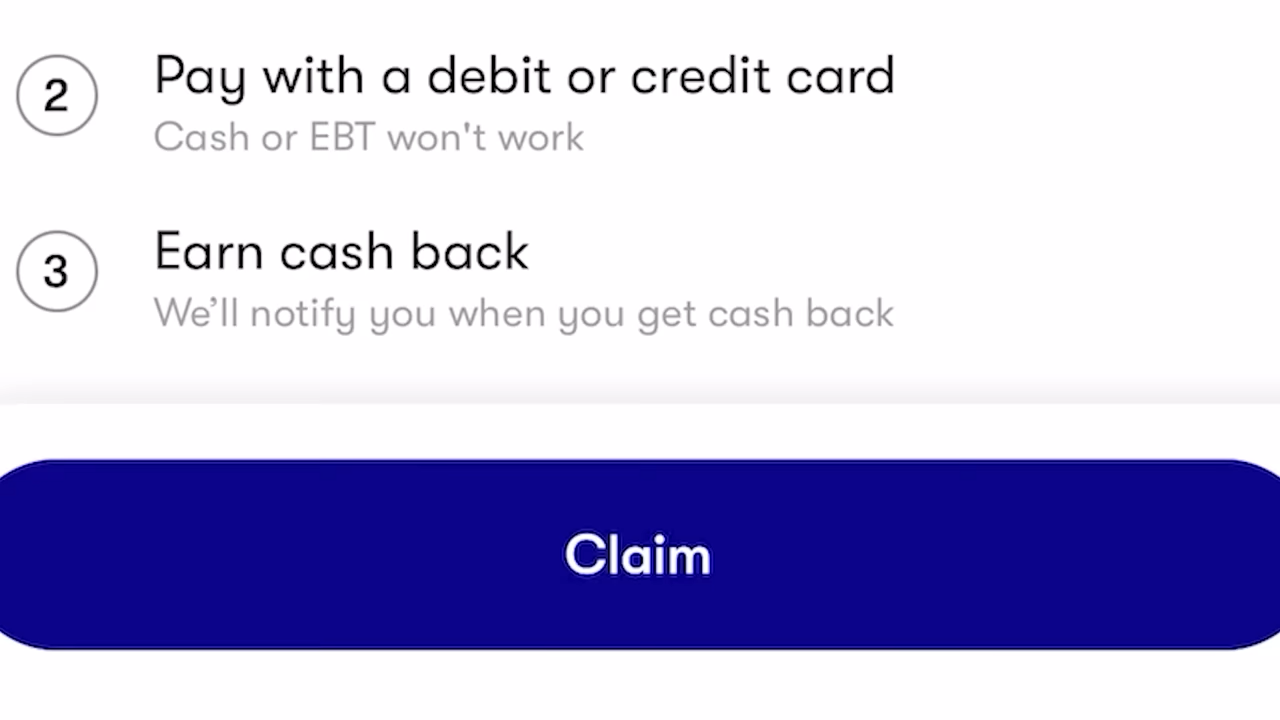 2
Pay with a debit or credit card
Cash or EBT won't work
3
Earn cash back
We’ll notify you when you get cash back
Claim